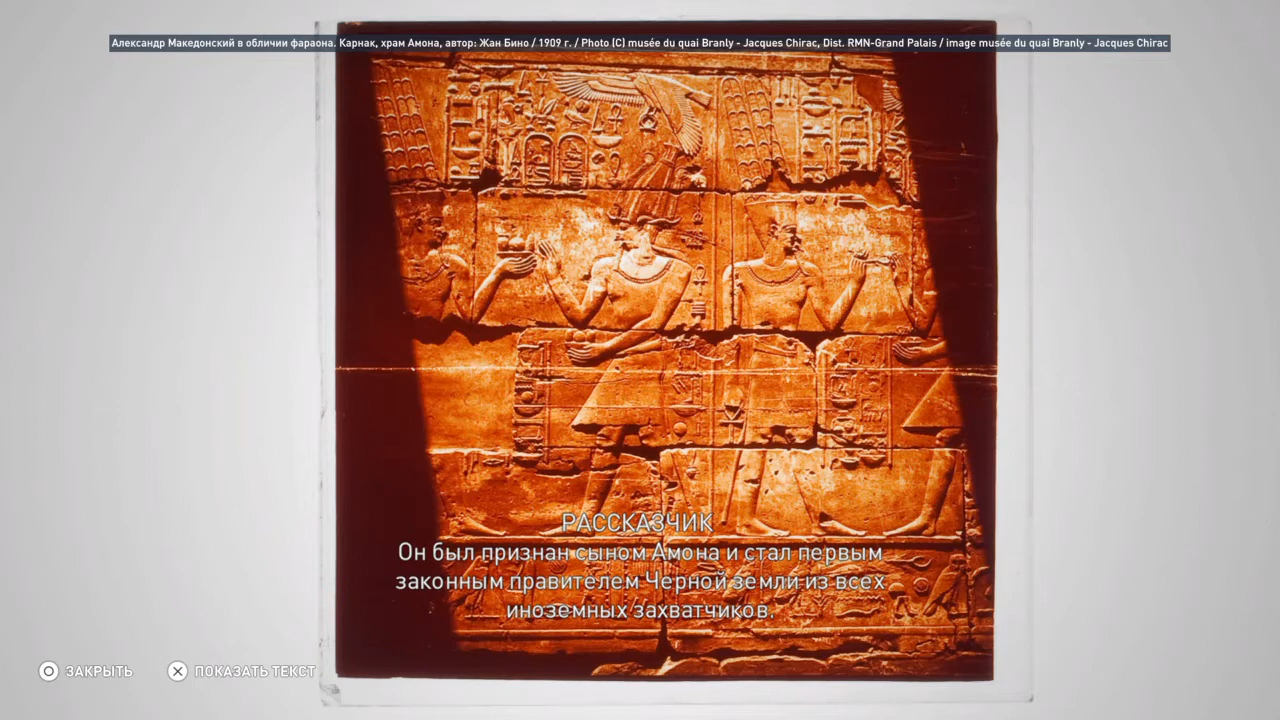 Александр Македонский в обличии фараона. Карнак, храм Амона, автор: Жан Бино / 1909 г. / Photo (C) musée du quai Branly - Jacques Chirac, Dist. RMN-Grand Palais / image musée du quai Branly - Jacques Chirac
РАССКАЗЧИК
Он был признан сыном Амона и стал первым
законным правителем Черной земли из всех
иноземных захватчиков.
ЗАКРЫТЬ
ПОКАЗАТЬ ТЕКСТ